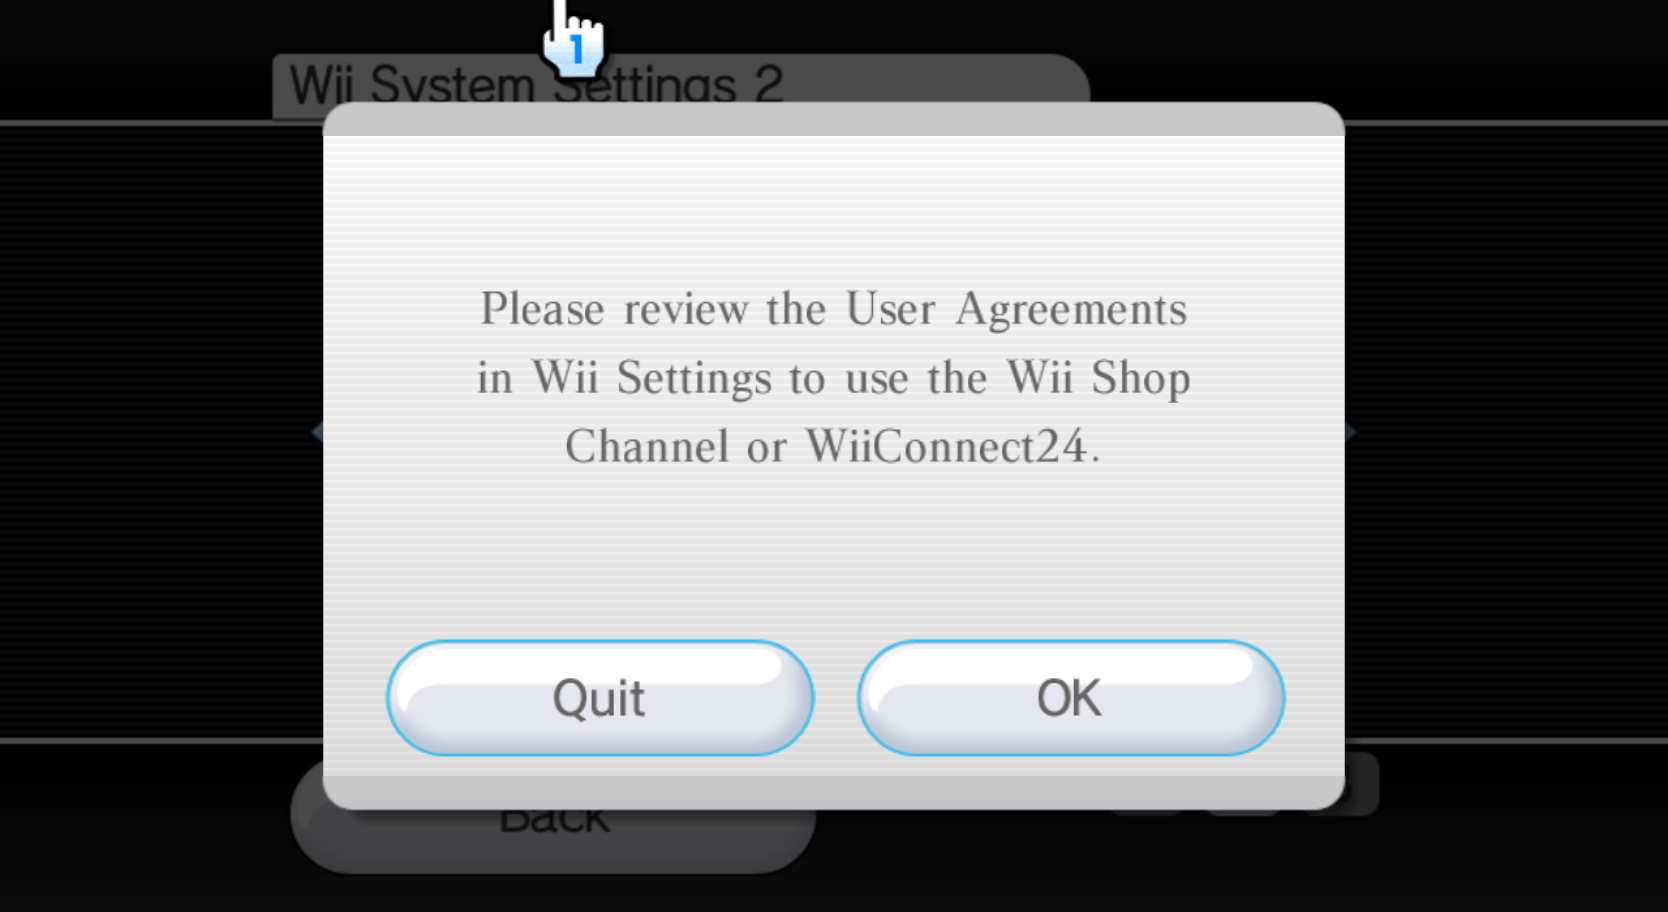 1
Wii System Settings 2
Please review the User Agreements
in Wii Settings to use the Wii Shop
Channel or WiiConnect24.
Quit
OK
Back